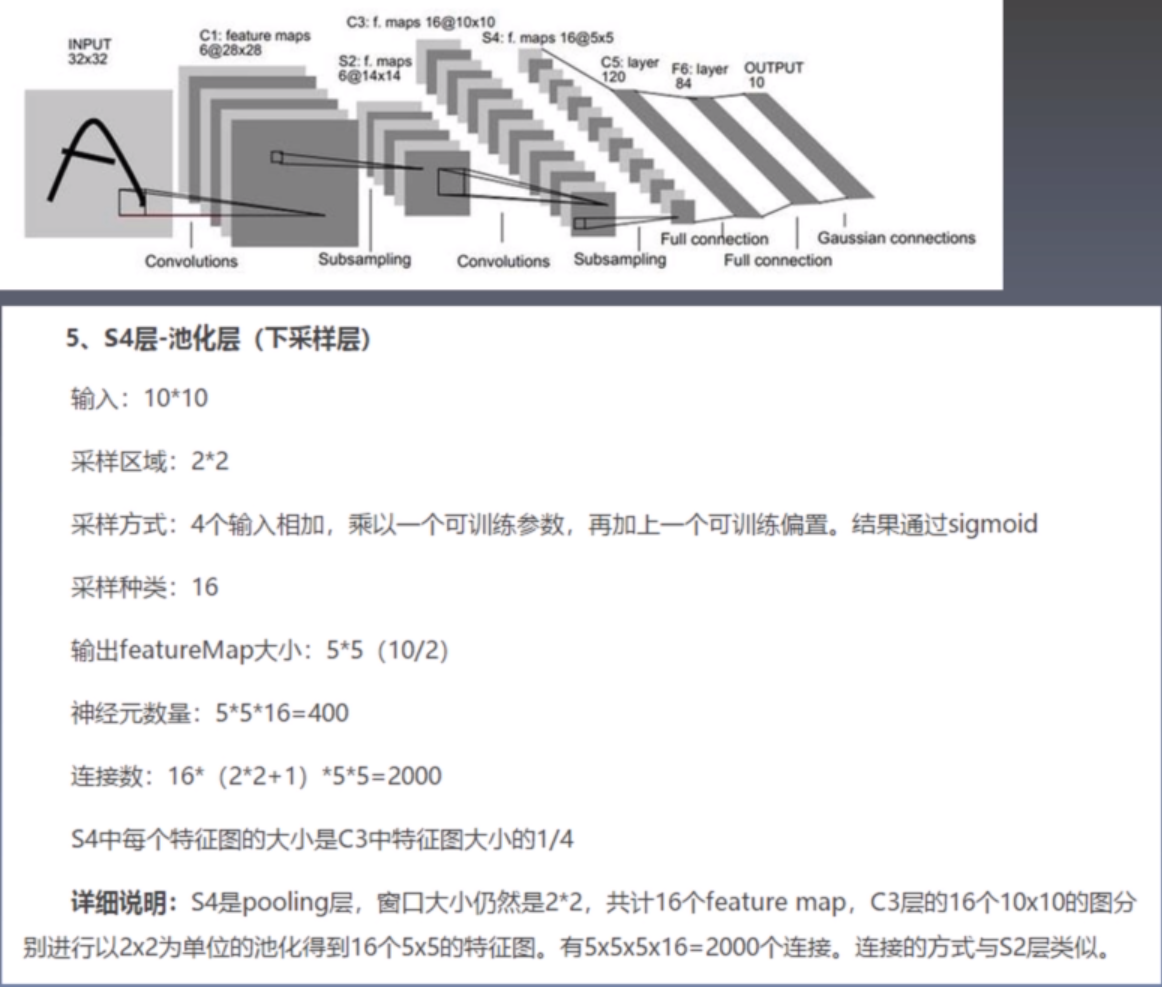 INPUT
32x32
C1: feature maps
6@28x28
S2: f. maps
6@14x14
C3: f. maps 16@10x10
S4: f. maps 16@5x5
C5: layer
120
F6: layer
84
OUTPUT
10
Convolutions
Subsampling
Convolutions
Subsampling
Full connection
Full connection
Gaussian connections
5、S4层-池化层（下采样层）
输入：10*10
采样区域：2*2
采样方式：4个输入相加，乘以一个可训练参数，再加上一个可训练偏置。结果通过sigmoid
采样种类：16
输出featureMap大小：5*5（10/2）
神经元数量：5*5*16=400
连接数：16*（2*2+1）*5*5=2000
S4中每个特征图的大小是C3中特征图大小的1/4
详细说明：S4是pooling层，窗口大小仍然是2*2，共计16个feature map，C3层的16个10x10的图分
别进行以2x2为单位的池化得到16个5x5的特征图。有5x5x5x16=2000个连接。连接的方式与S2层类似。